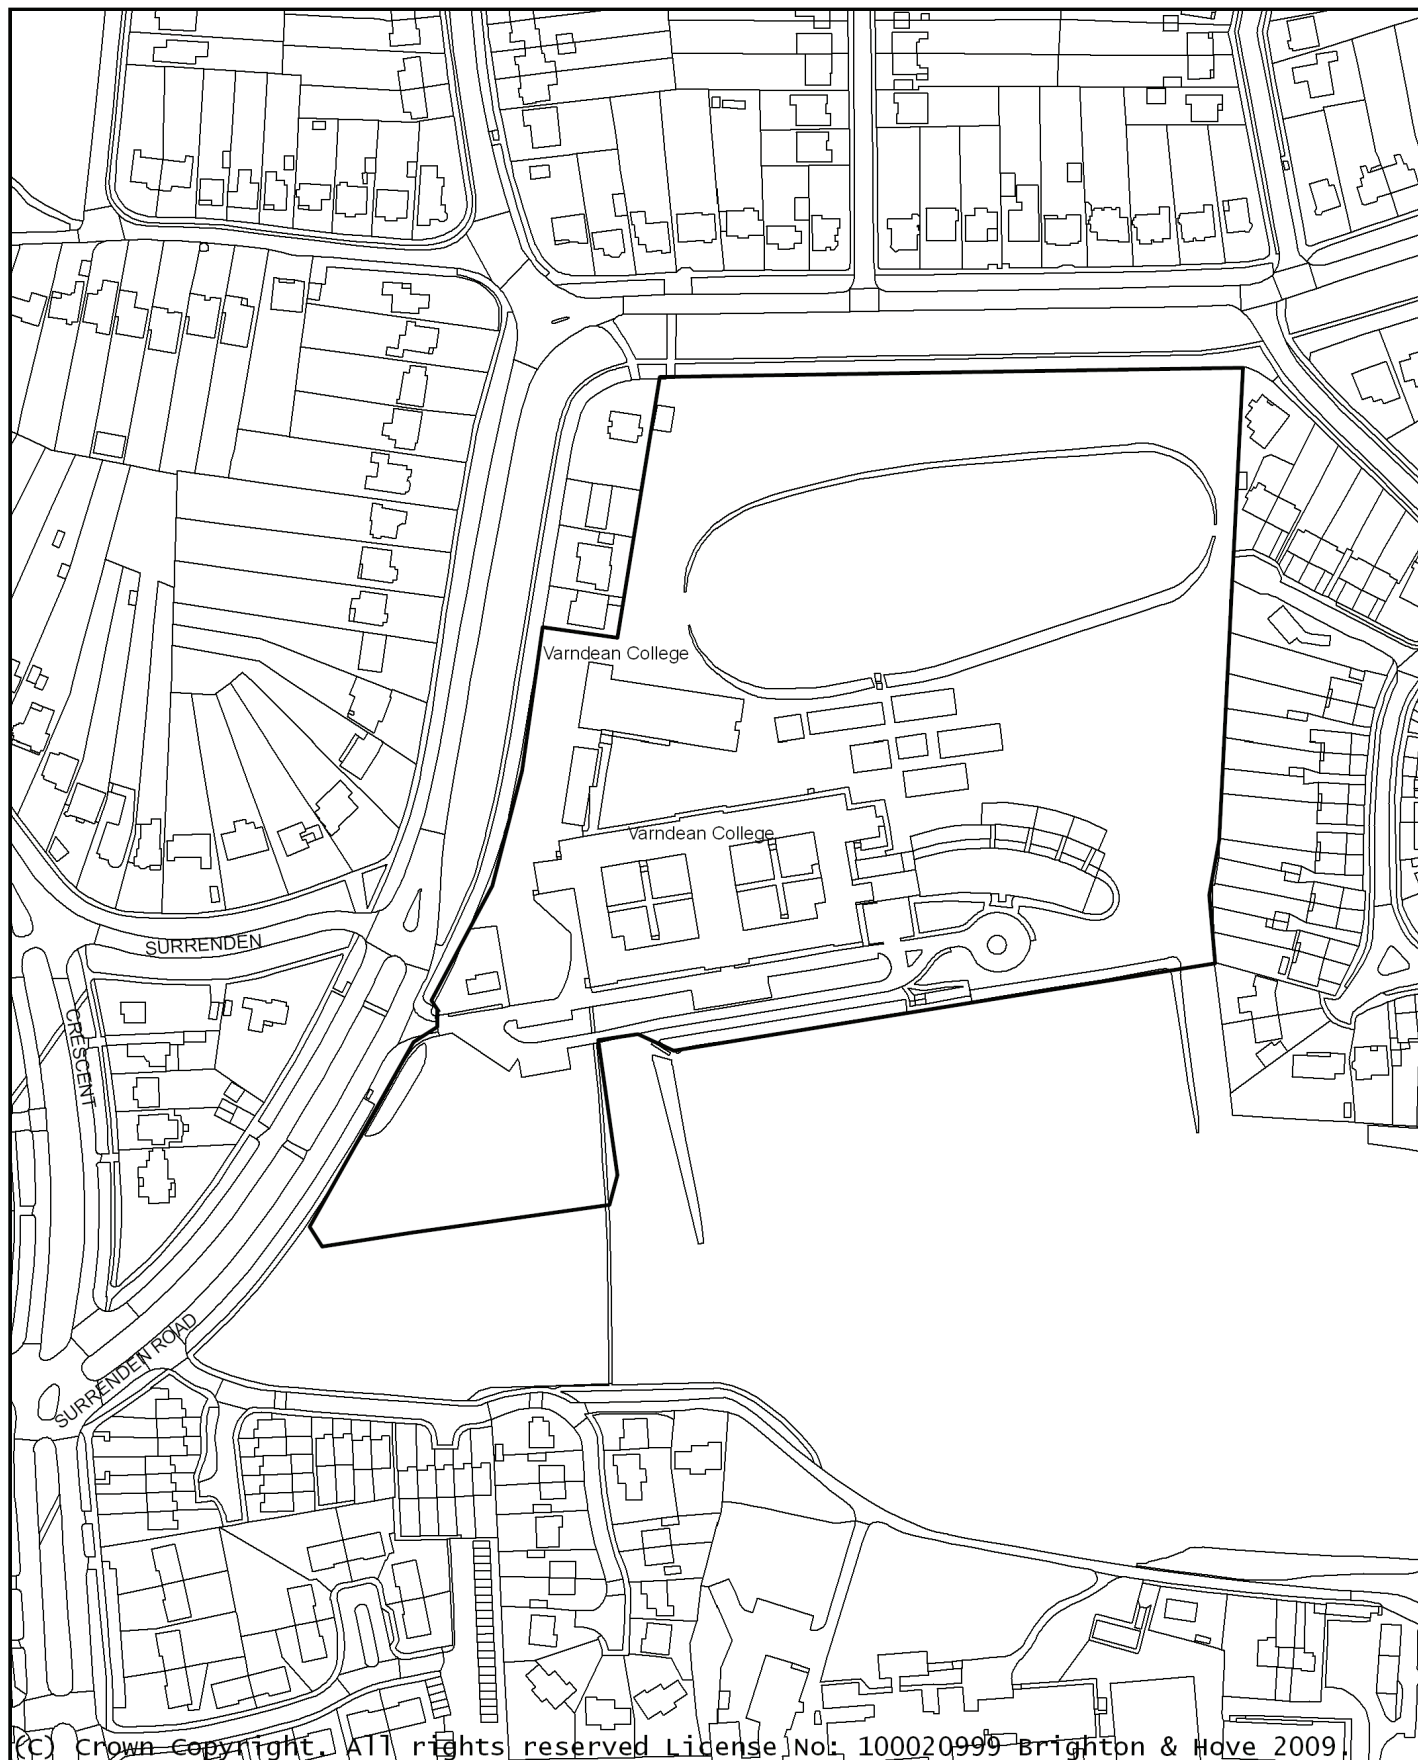 Varndean College
Varndean College
SURRENDEN
CRESCENT
SURRENDEN ROAD
(C) Crown Copyright. All rights reserved License No: 100020999 Brighton & Hove 2009.